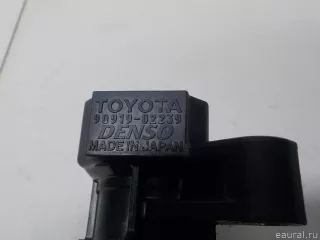 TOYOTA
90919-02239
DENSO
MADE IN JAPAN
© eaural.ru